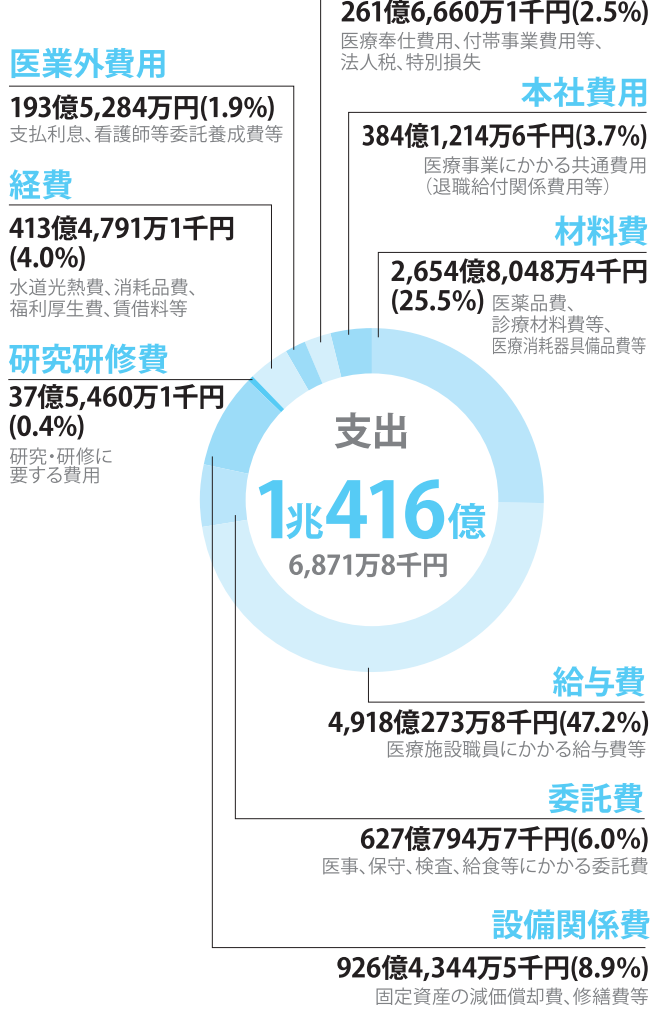 261億6,660万1千円(2.5%)
医療奉仕費用、付帯事業費用等、
法人税、特別損失
医業外費用
193億5,284万円(1.9%)
支払利息、看護師等委託養成費等
本社費用
384億1,214万6千円(3.7%)
医療事業にかかる共通費用
（退職給付関係費用等）
経費
413億4,791万1千円
(4.0%)
水道光熱費、消耗品費、
福利厚生費、賃借料等
材料費
2,654億8,048万4千円
(25.5%) 医薬品費、
診療材料費等、
医療消耗器具備品費等
研究研修費
37億5,460万1千円
(0.4%)
研究・研修に
要する費用
支出
1兆416億
6,871万8千円
給与費
4,918億273万8千円(47.2%)
医療施設職員にかかる給与費等
委託費
627億794万7千円(6.0%)
医事、保守、検査、給食等にかかる委託費
設備関係費
926億4,344万5千円(8.9%)
固定資産の減価償却費、修繕費等